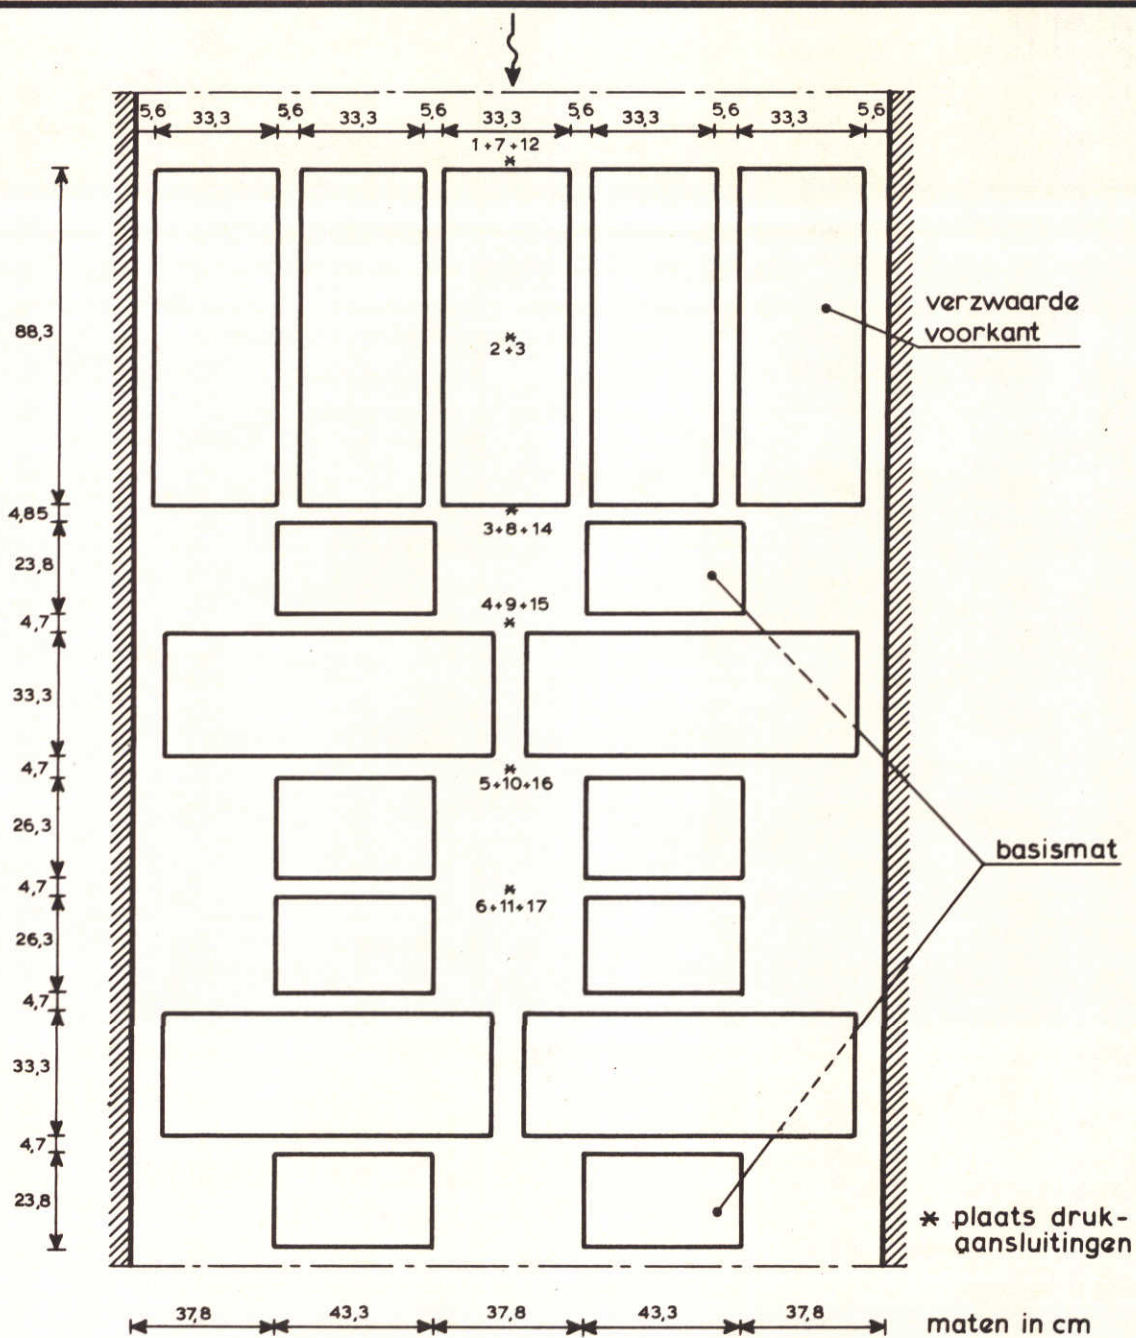 5,6 5,6 5,6 5,6 5,6 5,6
33,3 33,3 33,3 33,3 33,3
1+7+12
88,3
verzwaarde
voorkant
2+3
4,85
3+8+14
23,8
4+9+15
4,7
33,3
4,7
5+10+16
26,3
basismat
4,7
6+11+17
26,3
4,7
33,3
4,7
23,8
* plaats druk-
aansluitingen
37,8 43,3 37,8 43,3 37,8
maten in cm